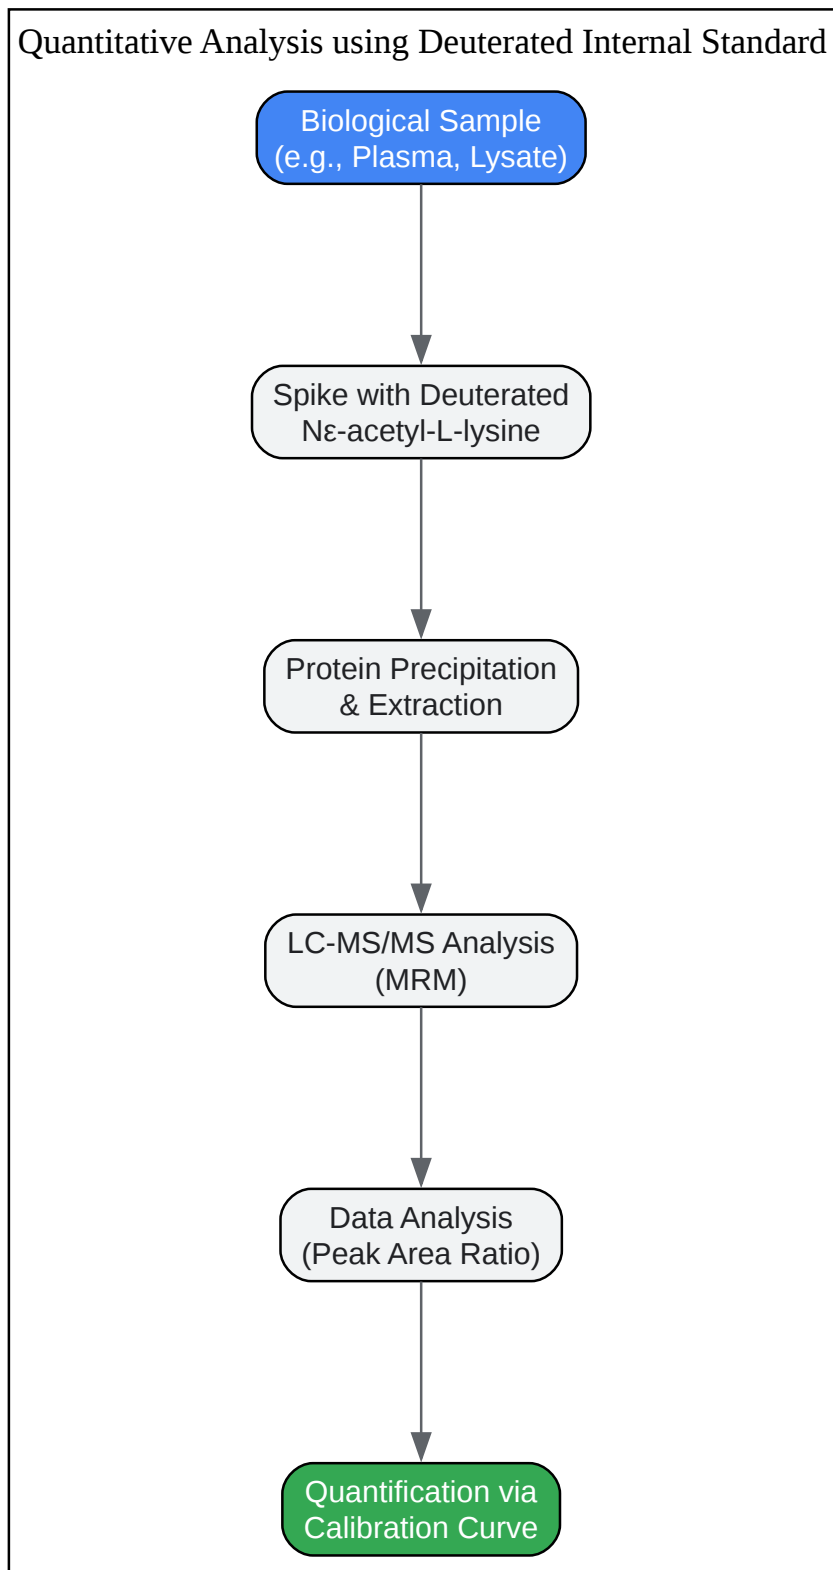 Quantitative Analysis using Deuterated Internal Standard
Biological Sample
(e.g., Plasma, Lysate)
Spike with Deuterated
Nε-acetyl-L-lysine
Protein Precipitation
& Extraction
LC-MS/MS Analysis
(MRM)
Data Analysis
(Peak Area Ratio)
Quantification via
Calibration Curve